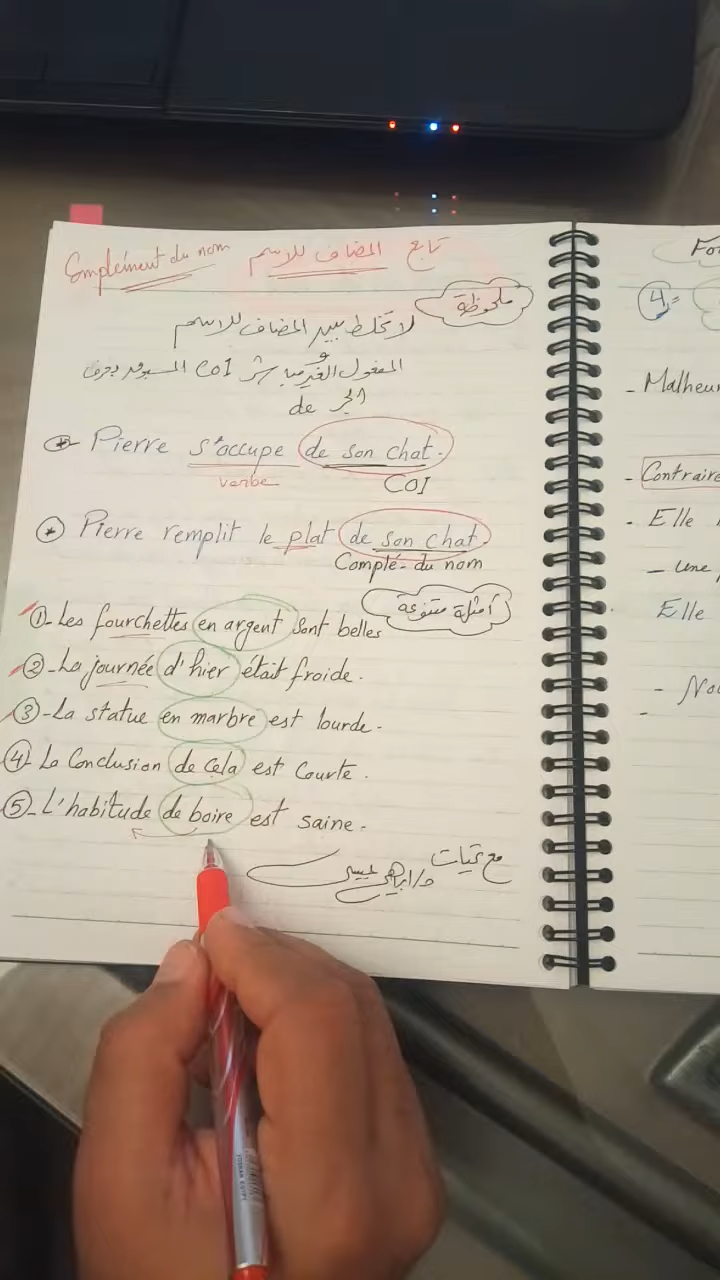 Complément du nom تابع المضاف للاسم
ملحوظة
لا تخلط بين المضاف للاسم
و
المفعول الغير مباشر COI المسبوق بحرف
الجر de
* Pierre s'occupe de son chat.
verbe COI
* Pierre remplit le plat de son chat.
Complé- du nom
أمثلة متنوعة
①- Les fourchettes en argent sont belles
②- La journée d'hier était froide.
③- La statue en marbre est lourde.
④- La Conclusion de cela est Courte.
⑤- L'habitude de boire est saine.
مع تحيات
د/ ابراهيم عيسى
4
- Malheu
- Contraire
- Elle
- une
Elle